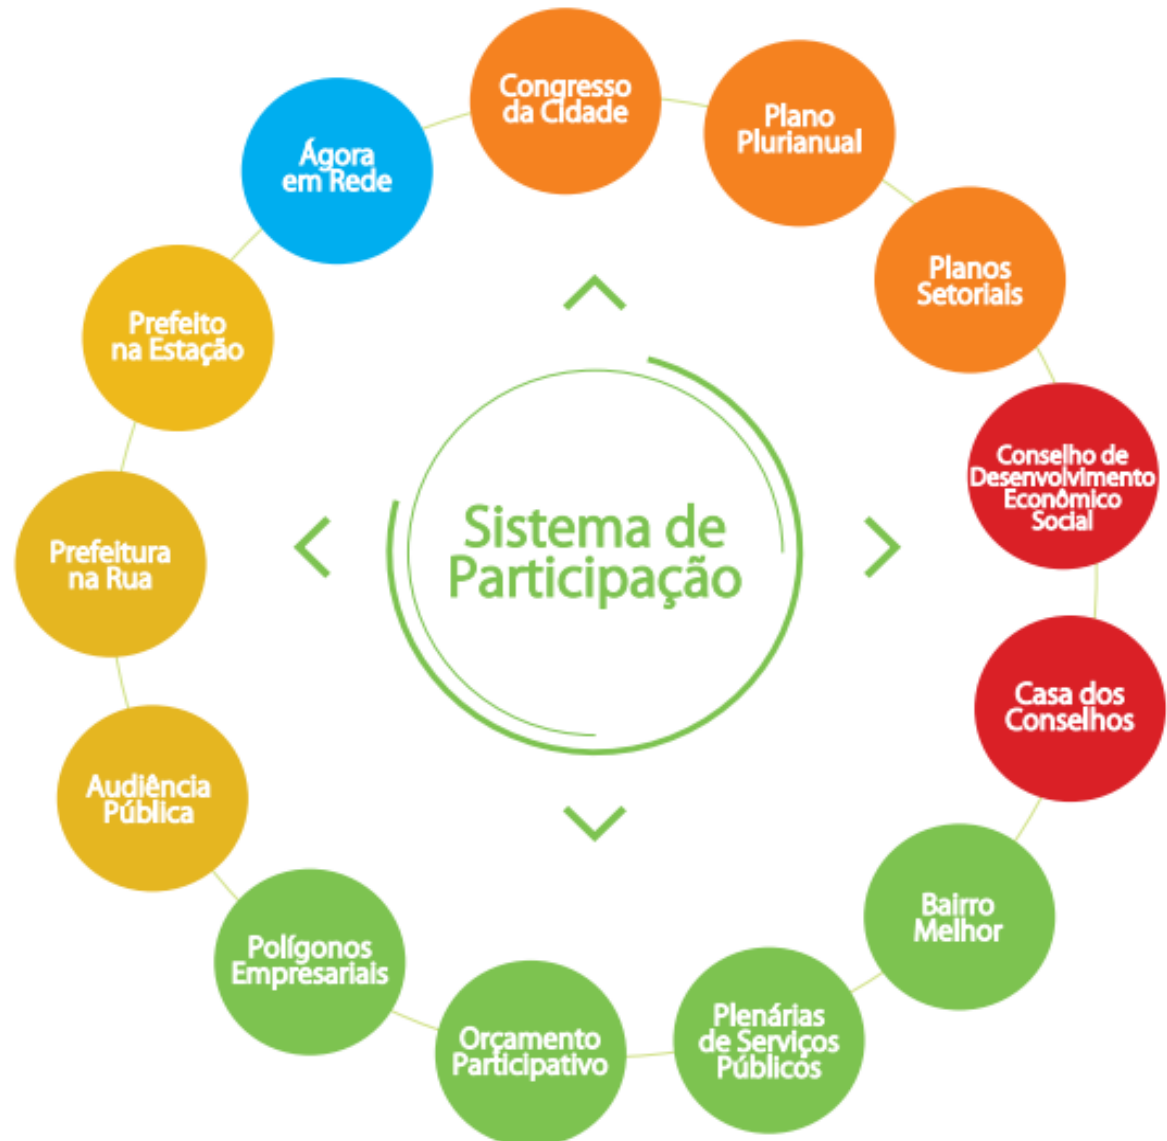 Congresso
da Cidade
Plano
Plurianual
Planos
Setoriais
Conselho de
Desenvolvimento
Econômico
Social
Casa dos
Conselhos
Bairro
Melhor
Plenárias
de Serviços
Públicos
Orçamento
Participativo
Polígonos
Empresariais
Audiência
Pública
Prefeitura
na Rua
Prefeito
na Estação
Ágora
em Rede
Sistema de
Participação